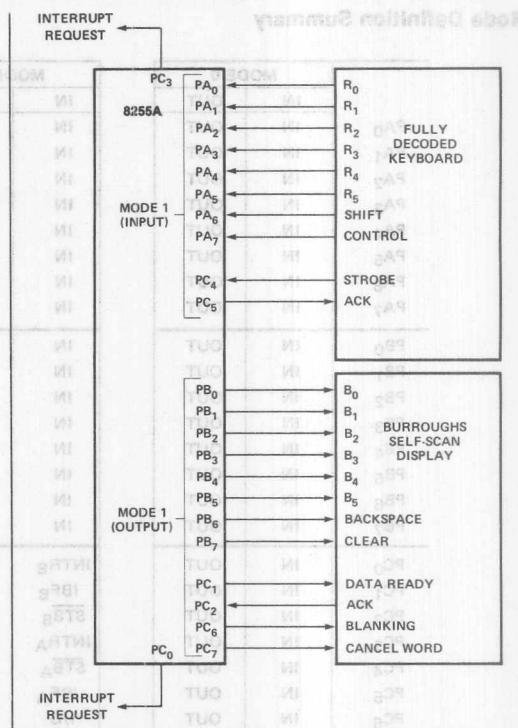 INTERRUPT
REQUEST
PC3
8255A
MODE 1
(INPUT)
PA0
PA1
PA2
PA3
PA4
PA5
PA6
PA7
PC4
PC5
R0
R1
R2
R3
R4
R5
SHIFT
CONTROL
STROBE
ACK
FULLY
DECODED
KEYBOARD
MODE 1
(OUTPUT)
PB0
PB1
PB2
PB3
PB4
PB5
PB6
PB7
PC1
PC2
PC6
PC7
B0
B1
B2
B3
B4
B5
BACKSPACE
CLEAR
DATA READY
ACK
BLANKING
CANCEL WORD
BURROUGHS
SELF-SCAN
DISPLAY
PC0
INTERRUPT
REQUEST